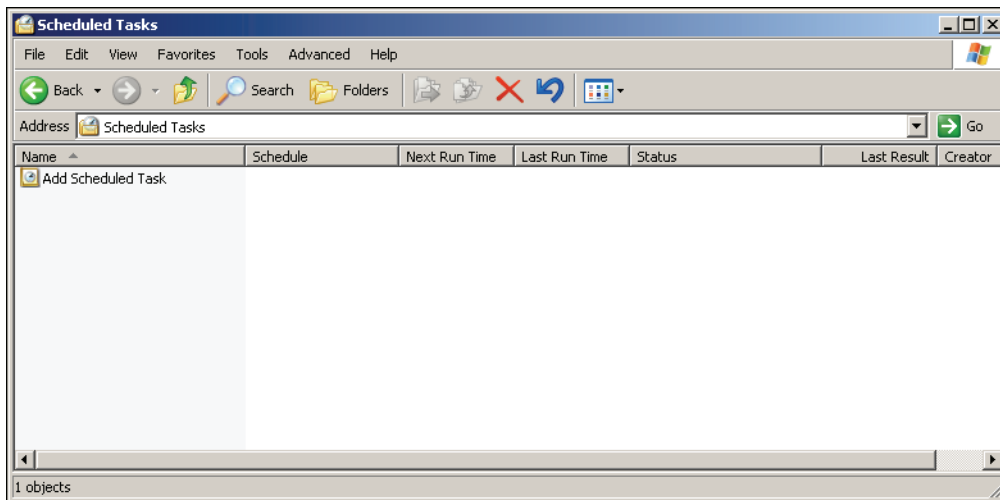 Scheduled Tasks
File Edit View Favorites Tools Advanced Help
Back Search Folders
Address Scheduled Tasks Go
Name Schedule Next Run Time Last Run Time Status Last Result Creator
Add Scheduled Task
1 objects